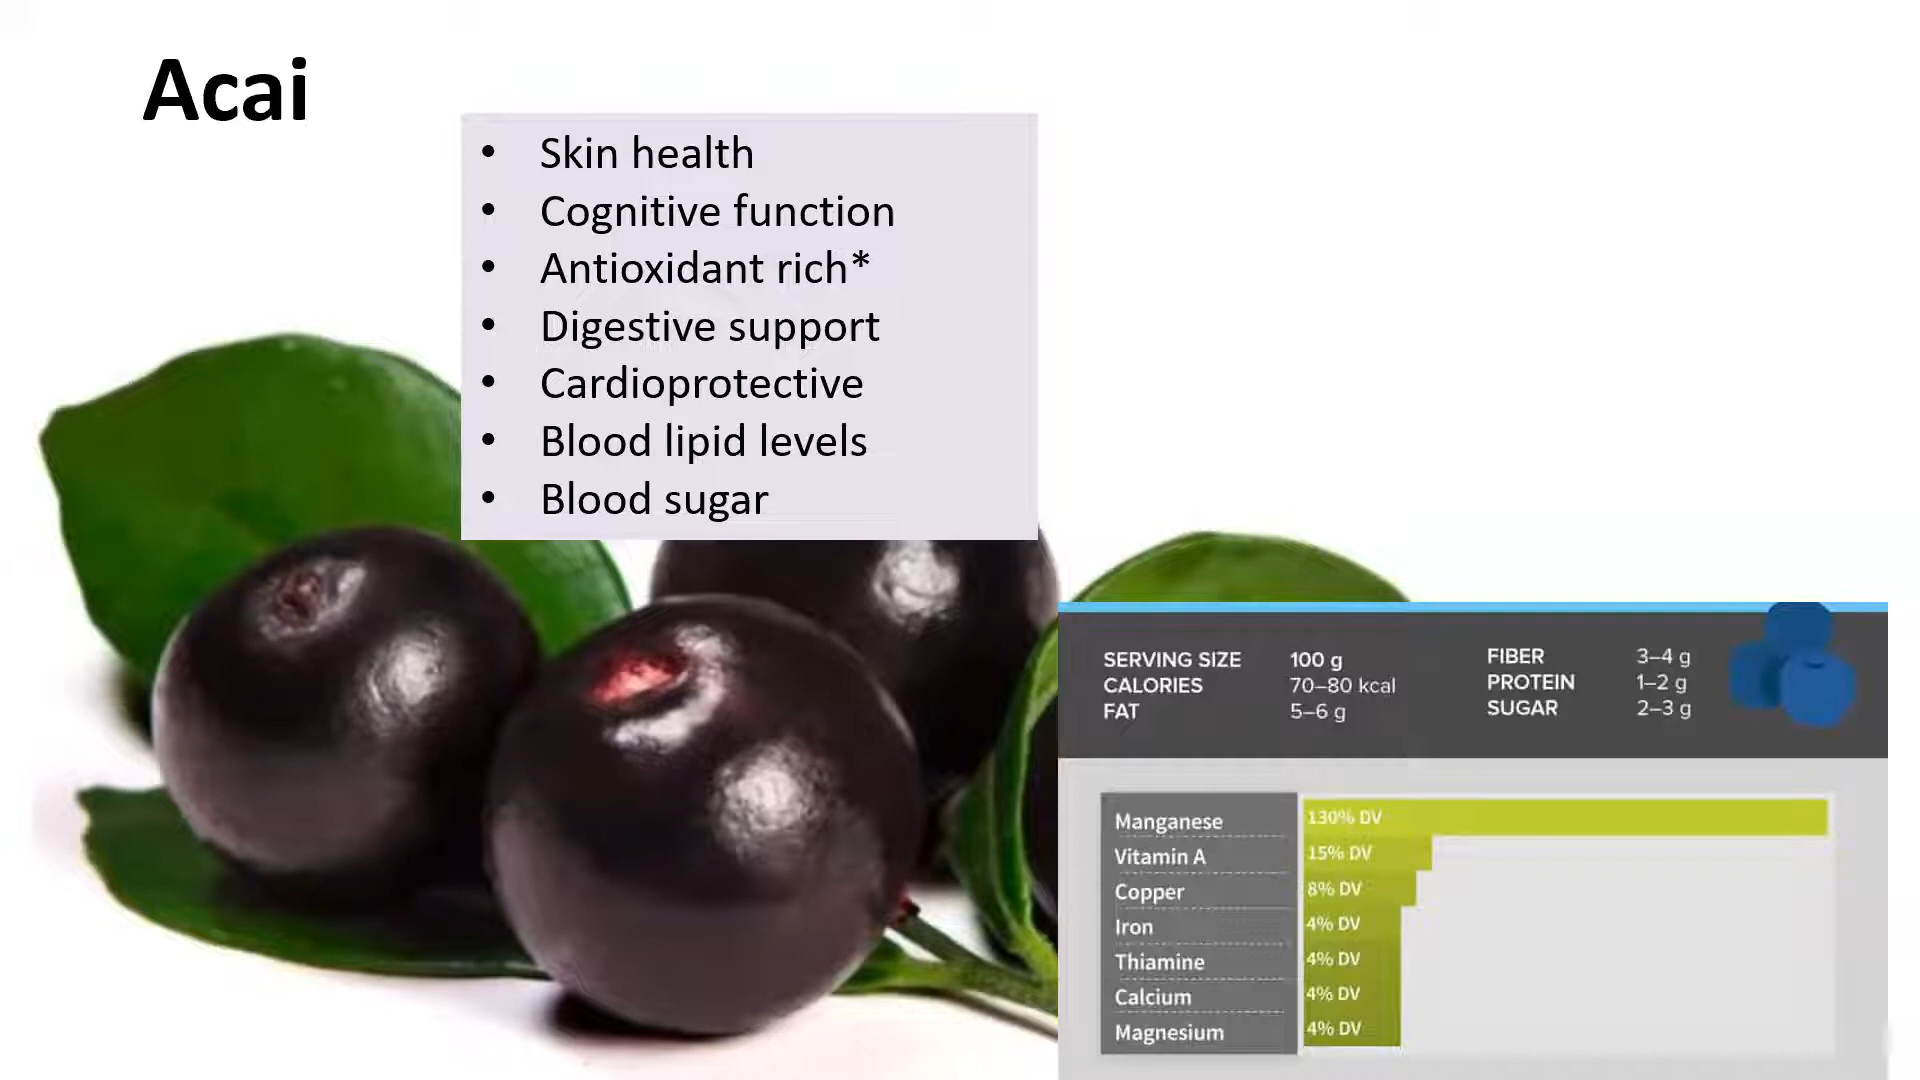 Acai
• Skin health
• Cognitive function
• Antioxidant rich*
• Digestive support
• Cardioprotective
• Blood lipid levels
• Blood sugar
SERVING SIZE 100 g
CALORIES 70–80 kcal
FAT 5–6 g
FIBER 3–4 g
PROTEIN 1–2 g
SUGAR 2–3 g
Manganese 130% DV
Vitamin A 15% DV
Copper 8% DV
Iron 4% DV
Thiamine 4% DV
Calcium 4% DV
Magnesium 4% DV